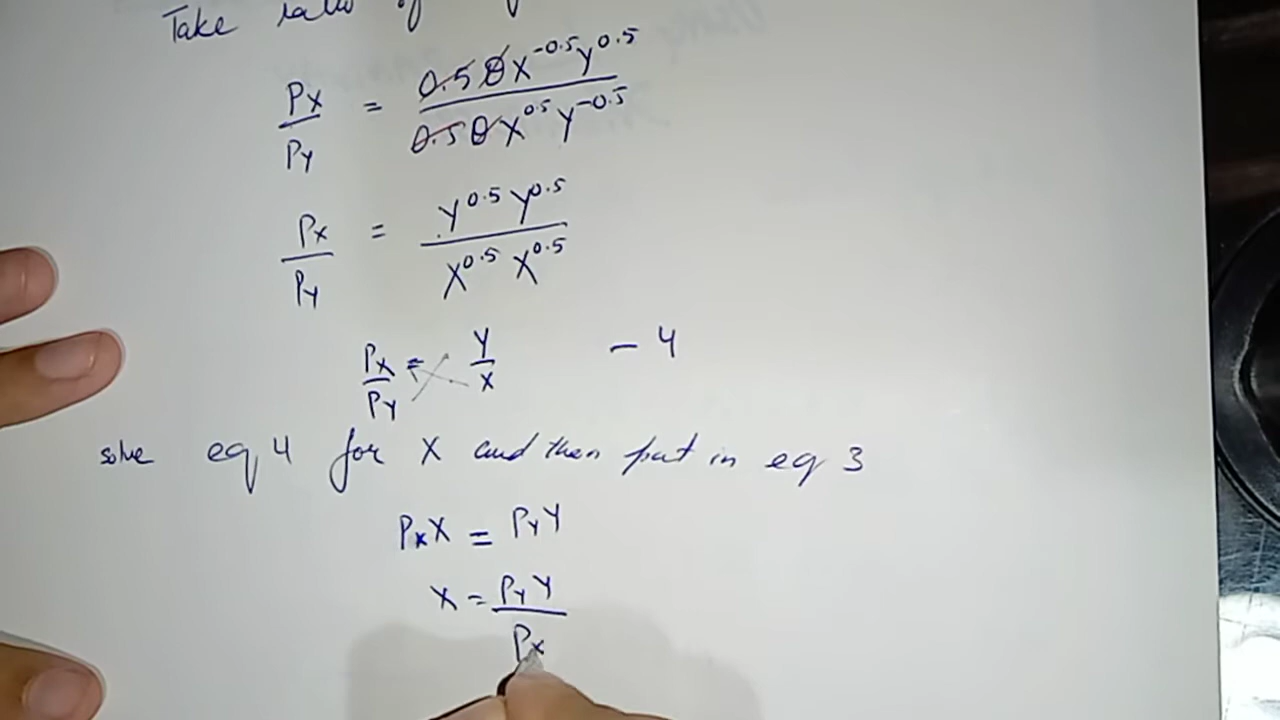 Take ratio of
Px/Py = 0.5θX^-0.5 Y^0.5 / 0.5θX^0.5 Y^-0.5
Px/Py = Y^0.5 Y^0.5 / X^0.5 X^0.5
Px/Py = Y/X - 4
solve eq 4 for X and then put in eq 3
PxX = PyY
X = PyY/Px